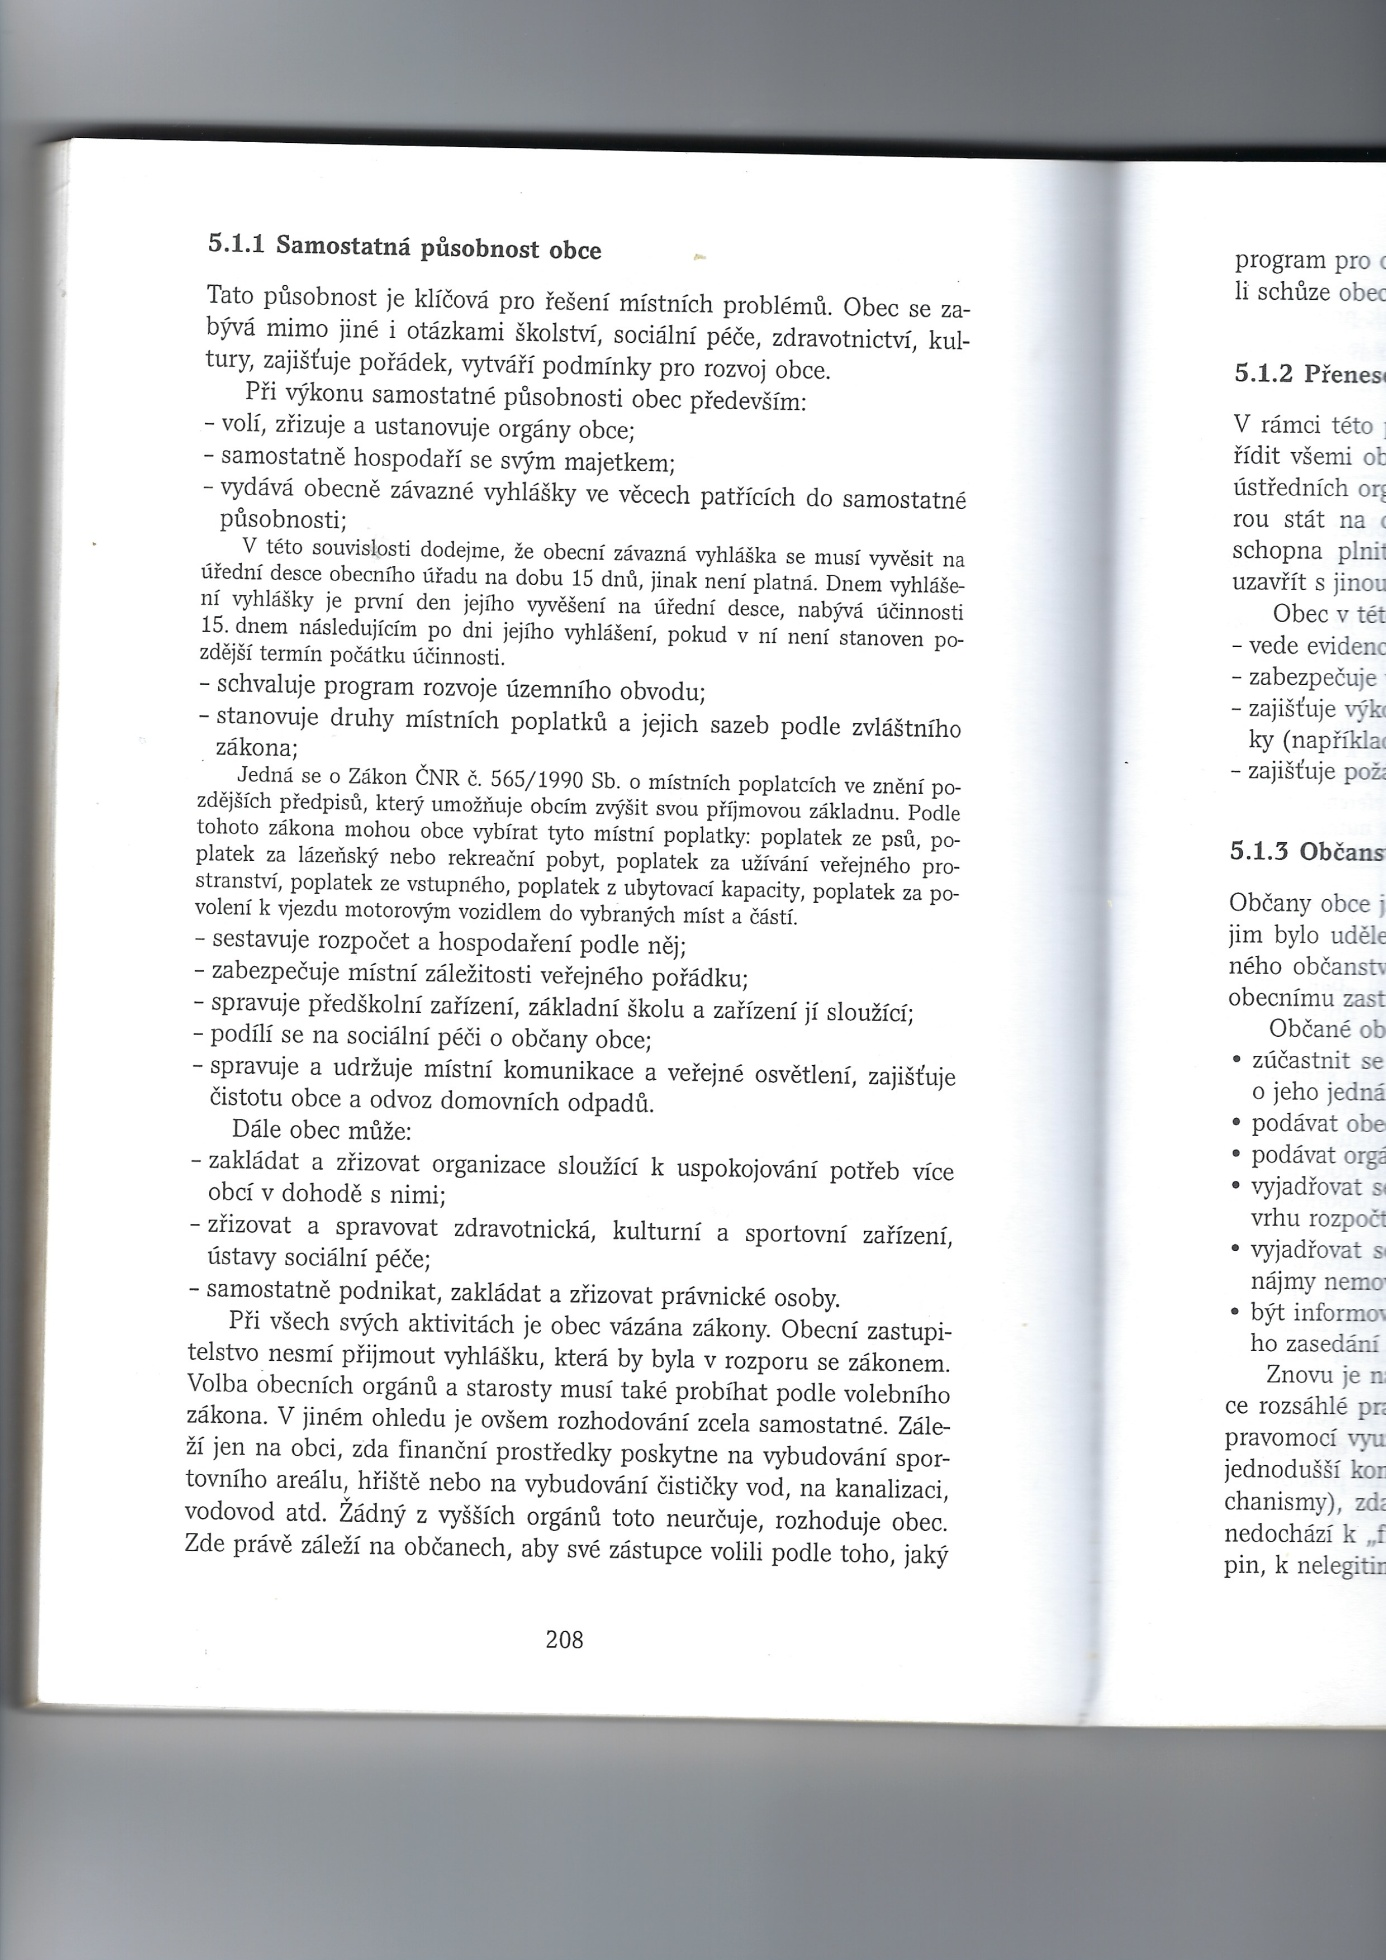 5.1.1 Samostatná působnost obce
Tato působnost je klíčová pro řešení místních problémů. Obec se za-
bývá mimo jiné i otázkami školství, sociální péče, zdravotnictví, kul-
tury, zajišťuje pořádek, vytváří podmínky pro rozvoj obce.
Při výkonu samostatné působnosti obec především:
– volí, zřizuje a ustanovuje orgány obce;
– samostatně hospodaří se svým majetkem;
– vydává obecně závazné vyhlášky ve věcech patřících do samostatné
působnosti;
V této souvislosti dodejme, že obecní závazná vyhláška se musí vyvěsit na
úřední desce obecního úřadu na dobu 15 dnů, jinak není platná. Dnem vyhláše-
ní vyhlášky je první den jejího vyvěšení na úřední desce, nabývá účinnosti
15. dnem následujícím po dni jejího vyhlášení, pokud v ní není stanoven po-
zdější termín počátku účinnosti.
– schvaluje program rozvoje územního obvodu;
– stanovuje druhy místních poplatků a jejich sazeb podle zvláštního
zákona;
Jedná se o Zákon ČNR č. 565/1990 Sb. o místních poplatcích ve znění po-
zdějších předpisů, který umožňuje obcím zvýšit svou příjmovou základnu. Podle
tohoto zákona mohou obce vybírat tyto místní poplatky: poplatek ze psů, po-
platek za lázeňský nebo rekreační pobyt, poplatek za užívání veřejného pro-
stranství, poplatek ze vstupného, poplatek z ubytovací kapacity, poplatek za po-
volení k vjezdu motorovým vozidlem do vybraných míst a částí.
– sestavuje rozpočet a hospodaření podle něj;
– zabezpečuje místní záležitosti veřejného pořádku;
– spravuje předškolní zařízení, základní školu a zařízení jí sloužící;
– podílí se na sociální péči o občany obce;
– spravuje a udržuje místní komunikace a veřejné osvětlení, zajišťuje
čistotu obce a odvoz domovních odpadů.
Dále obec může:
– zakládat a zřizovat organizace sloužící k uspokojování potřeb více
obcí v dohodě s nimi;
– zřizovat a spravovat zdravotnická, kulturní a sportovní zařízení,
ústavy sociální péče;
– samostatně podnikat, zakládat a zřizovat právnické osoby.
Při všech svých aktivitách je obec vázána zákony. Obecní zastupi-
telstvo nesmí přijmout vyhlášku, která by byla v rozporu se zákonem.
Volba obecních orgánů a starosty musí také probíhat podle volebního
zákona. V jiném ohledu je ovšem rozhodování zcela samostatné. Zále-
ží jen na obci, zda finanční prostředky poskytne na vybudování spor-
tovního areálu, hřiště nebo na vybudování čističky vod, na kanalizaci,
vodovod atd. Žádný z vyšších orgánů toto neurčuje, rozhoduje obec.
Zde právě záleží na občanech, aby své zástupce volili podle toho, jaký
208
program pro
li schůze
5.1.2
V rámci této
řídit všemi
ústředních
rou stát na
schopna
uzavřít s jinou
Obec v
– vede
– zabezpečuje
– zajišťuje
ky
– zajišťuje
5.1.3
Občany obce
jim bylo
ného
obecnímu
Občané
• zúčastnit se
o jeho
• podávat
• podávat
• vyjadřovat
vrhu
• vyjadřovat
nájmy
• být
ho zasedání
Znovu je
ce rozsáhlé
pravomocí
jednodušší
chanismy),
nedochází k
pin, k